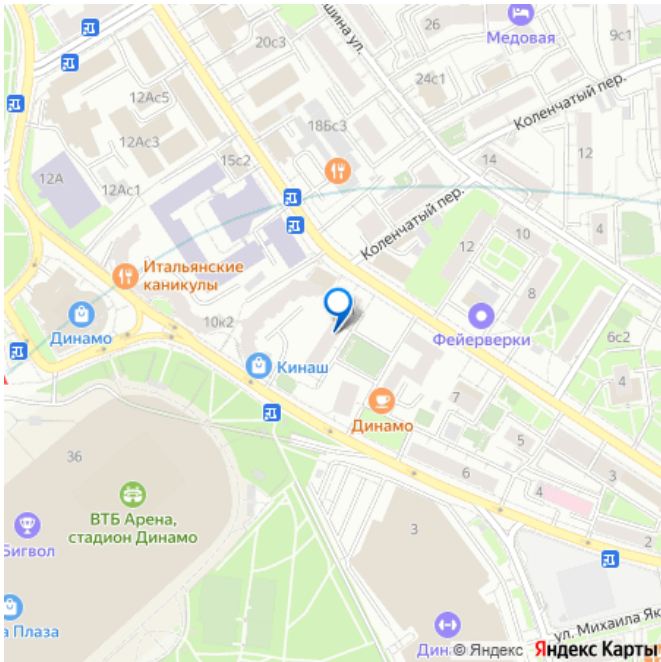 20с3
шина ул.
Медовая
26
9с1
24с1
12Ас5
Коленчатый пер.
18Бс3
12Ас3
15с2
14
12
12А
12Ас1
Коленчатый пер.
4
12
10
Итальянские
каникулы
8
10к2
Динамо
Фейерверки
6с2
Кинаш
4
7
Динамо
5
36
6
3
4
ВТБ Арена,
стадион Динамо
3
2
Бигвол
а Плаза
ул. Михаила Як
Дин
© Яндекс
Яндекс Карты